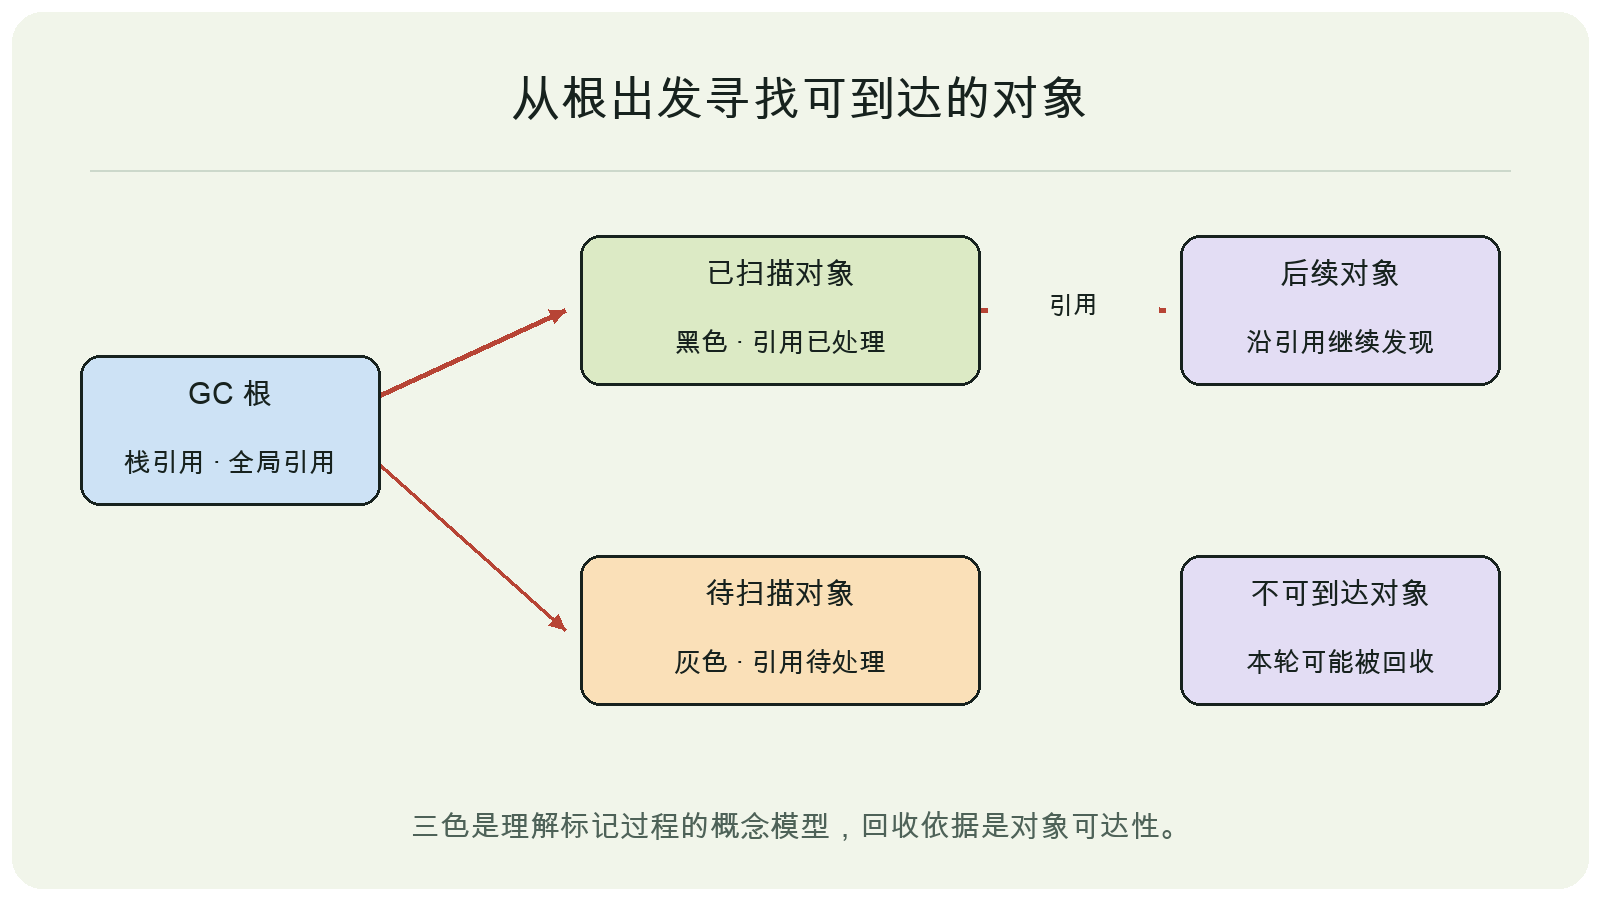 从根出发寻找可到达的对象
已扫描对象
黑色 · 引用已处理
引用
后续对象
沿引用继续发现
GC 根
栈引用 · 全局引用
待扫描对象
灰色 · 引用待处理
不可到达对象
本轮可能被回收
三色是理解标记过程的概念模型，回收依据是对象可达性。